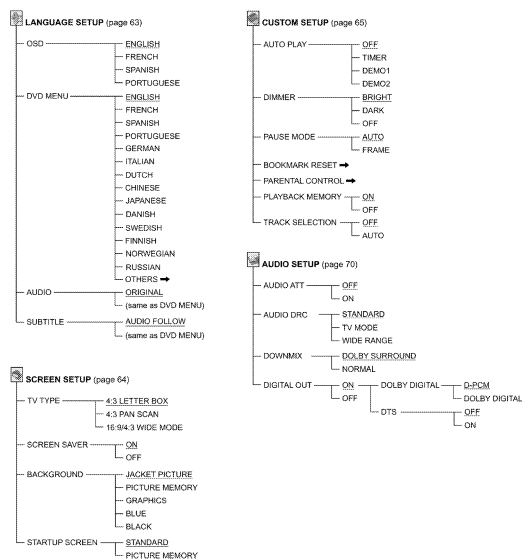 LANGUAGE SETUP (page 63)
OSD
ENGLISH
FRENCH
SPANISH
PORTUGUESE
DVD MENU
ENGLISH
FRENCH
SPANISH
PORTUGUESE
GERMAN
ITALIAN
DUTCH
CHINESE
JAPANESE
DANISH
SWEDISH
FINNISH
NORWEGIAN
RUSSIAN
OTHERS ➡
AUDIO
ORIGINAL
(same as DVD MENU)
SUBTITLE
AUDIO FOLLOW
(same as DVD MENU)
SCREEN SETUP (page 64)
TV TYPE
4:3 LETTER BOX
4:3 PAN SCAN
16:9/4:3 WIDE MODE
SCREEN SAVER
ON
OFF
BACKGROUND
JACKET PICTURE
PICTURE MEMORY
GRAPHICS
BLUE
BLACK
STARTUP SCREEN
STANDARD
PICTURE MEMORY
CUSTOM SETUP (page 65)
AUTO PLAY
OFF
TIMER
DEMO1
DEMO2
DIMMER
BRIGHT
DARK
OFF
PAUSE MODE
AUTO
FRAME
BOOKMARK RESET ➡
PARENTAL CONTROL ➡
PLAYBACK MEMORY
ON
OFF
TRACK SELECTION
OFF
AUTO
AUDIO SETUP (page 70)
AUDIO ATT
OFF
ON
AUDIO DRC
STANDARD
TV MODE
WIDE RANGE
DOWNMIX
DOLBY SURROUND
NORMAL
DIGITAL OUT
ON
DOLBY DIGITAL
D-PCM
OFF
DOLBY DIGITAL
DTS
OFF
ON